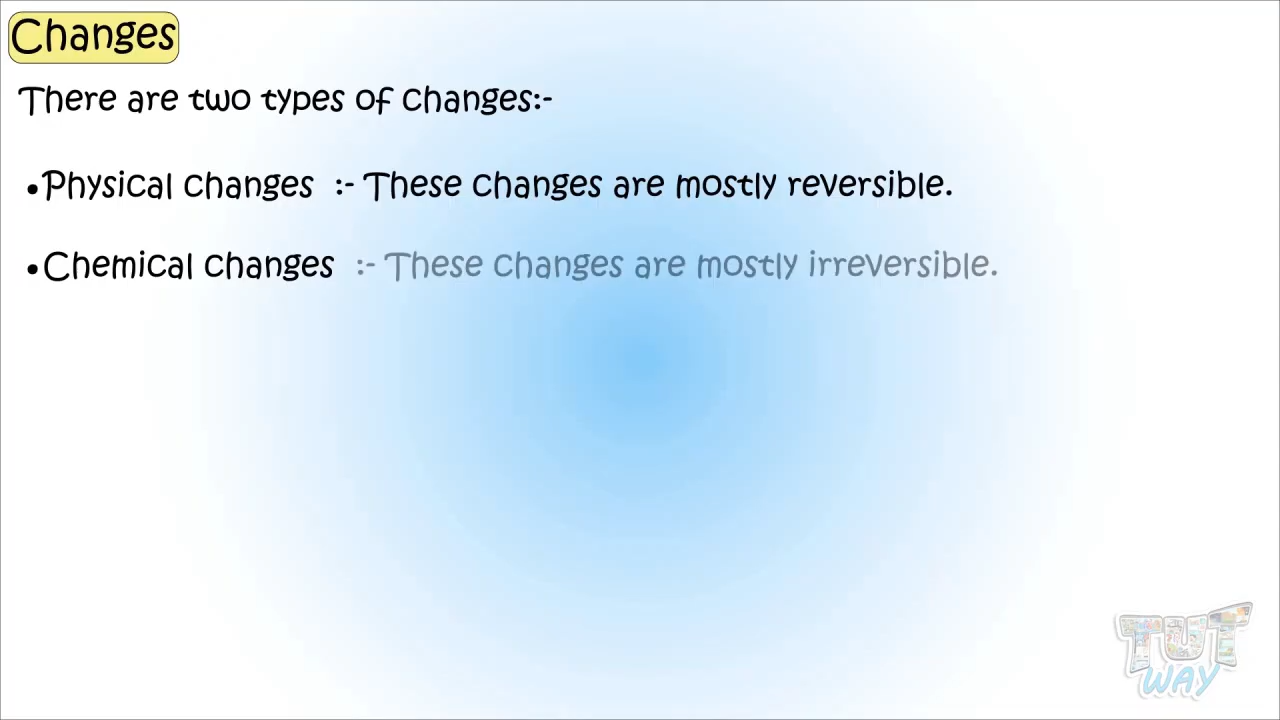 Changes
There are two types of changes:-
•Physical changes :- These changes are mostly reversible.
•Chemical changes :- These changes are mostly irreversible.
TUT
WAY